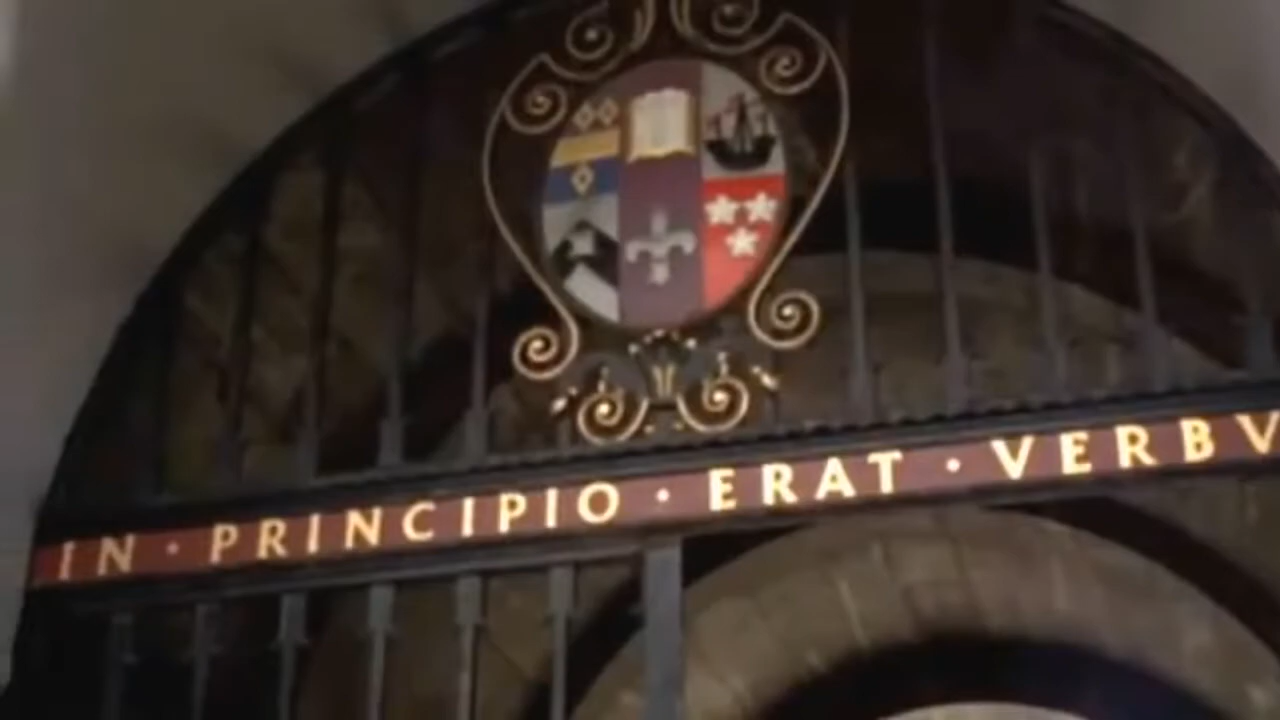 IN · PRINCIPIO · ERAT · VERBV